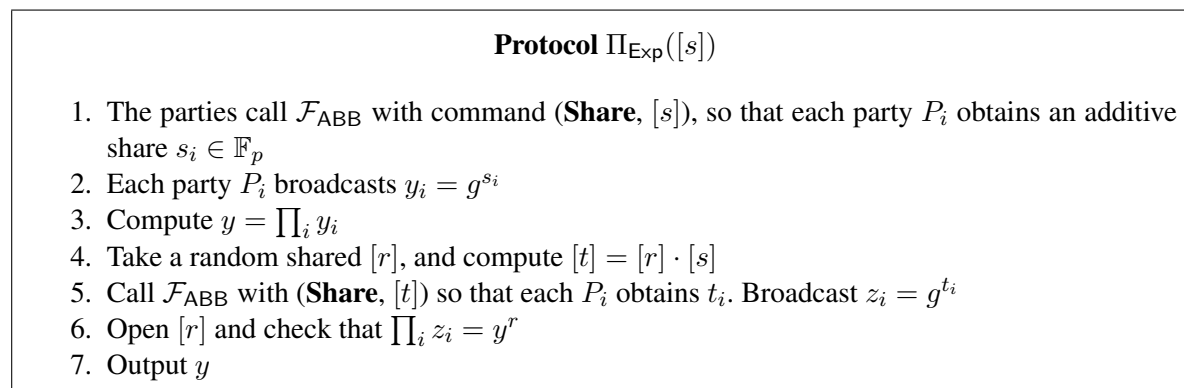 Protocol Π_Exp([s])
1. The parties call F_ABB with command (Share, [s]), so that each party P_i obtains an additive
share s_i ∈ 𝔽_p
2. Each party P_i broadcasts y_i = g^{s_i}
3. Compute y = ∏_i y_i
4. Take a random shared [r], and compute [t] = [r] · [s]
5. Call F_ABB with (Share, [t]) so that each P_i obtains t_i. Broadcast z_i = g^{t_i}
6. Open [r] and check that ∏_i z_i = y^r
7. Output y